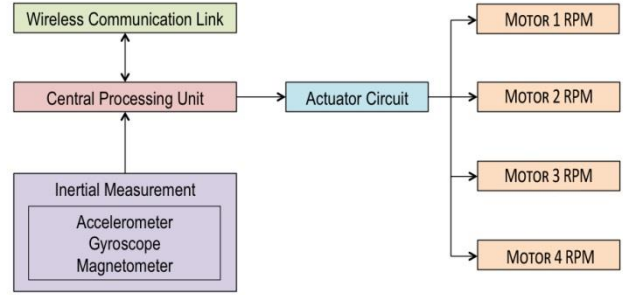 Wireless Communication Link
Central Processing Unit
Inertial Measurement
Accelerometer
Gyroscope
Magnetometer
Actuator Circuit
MOTOR 1 RPM
MOTOR 2 RPM
MOTOR 3 RPM
MOTOR 4 RPM